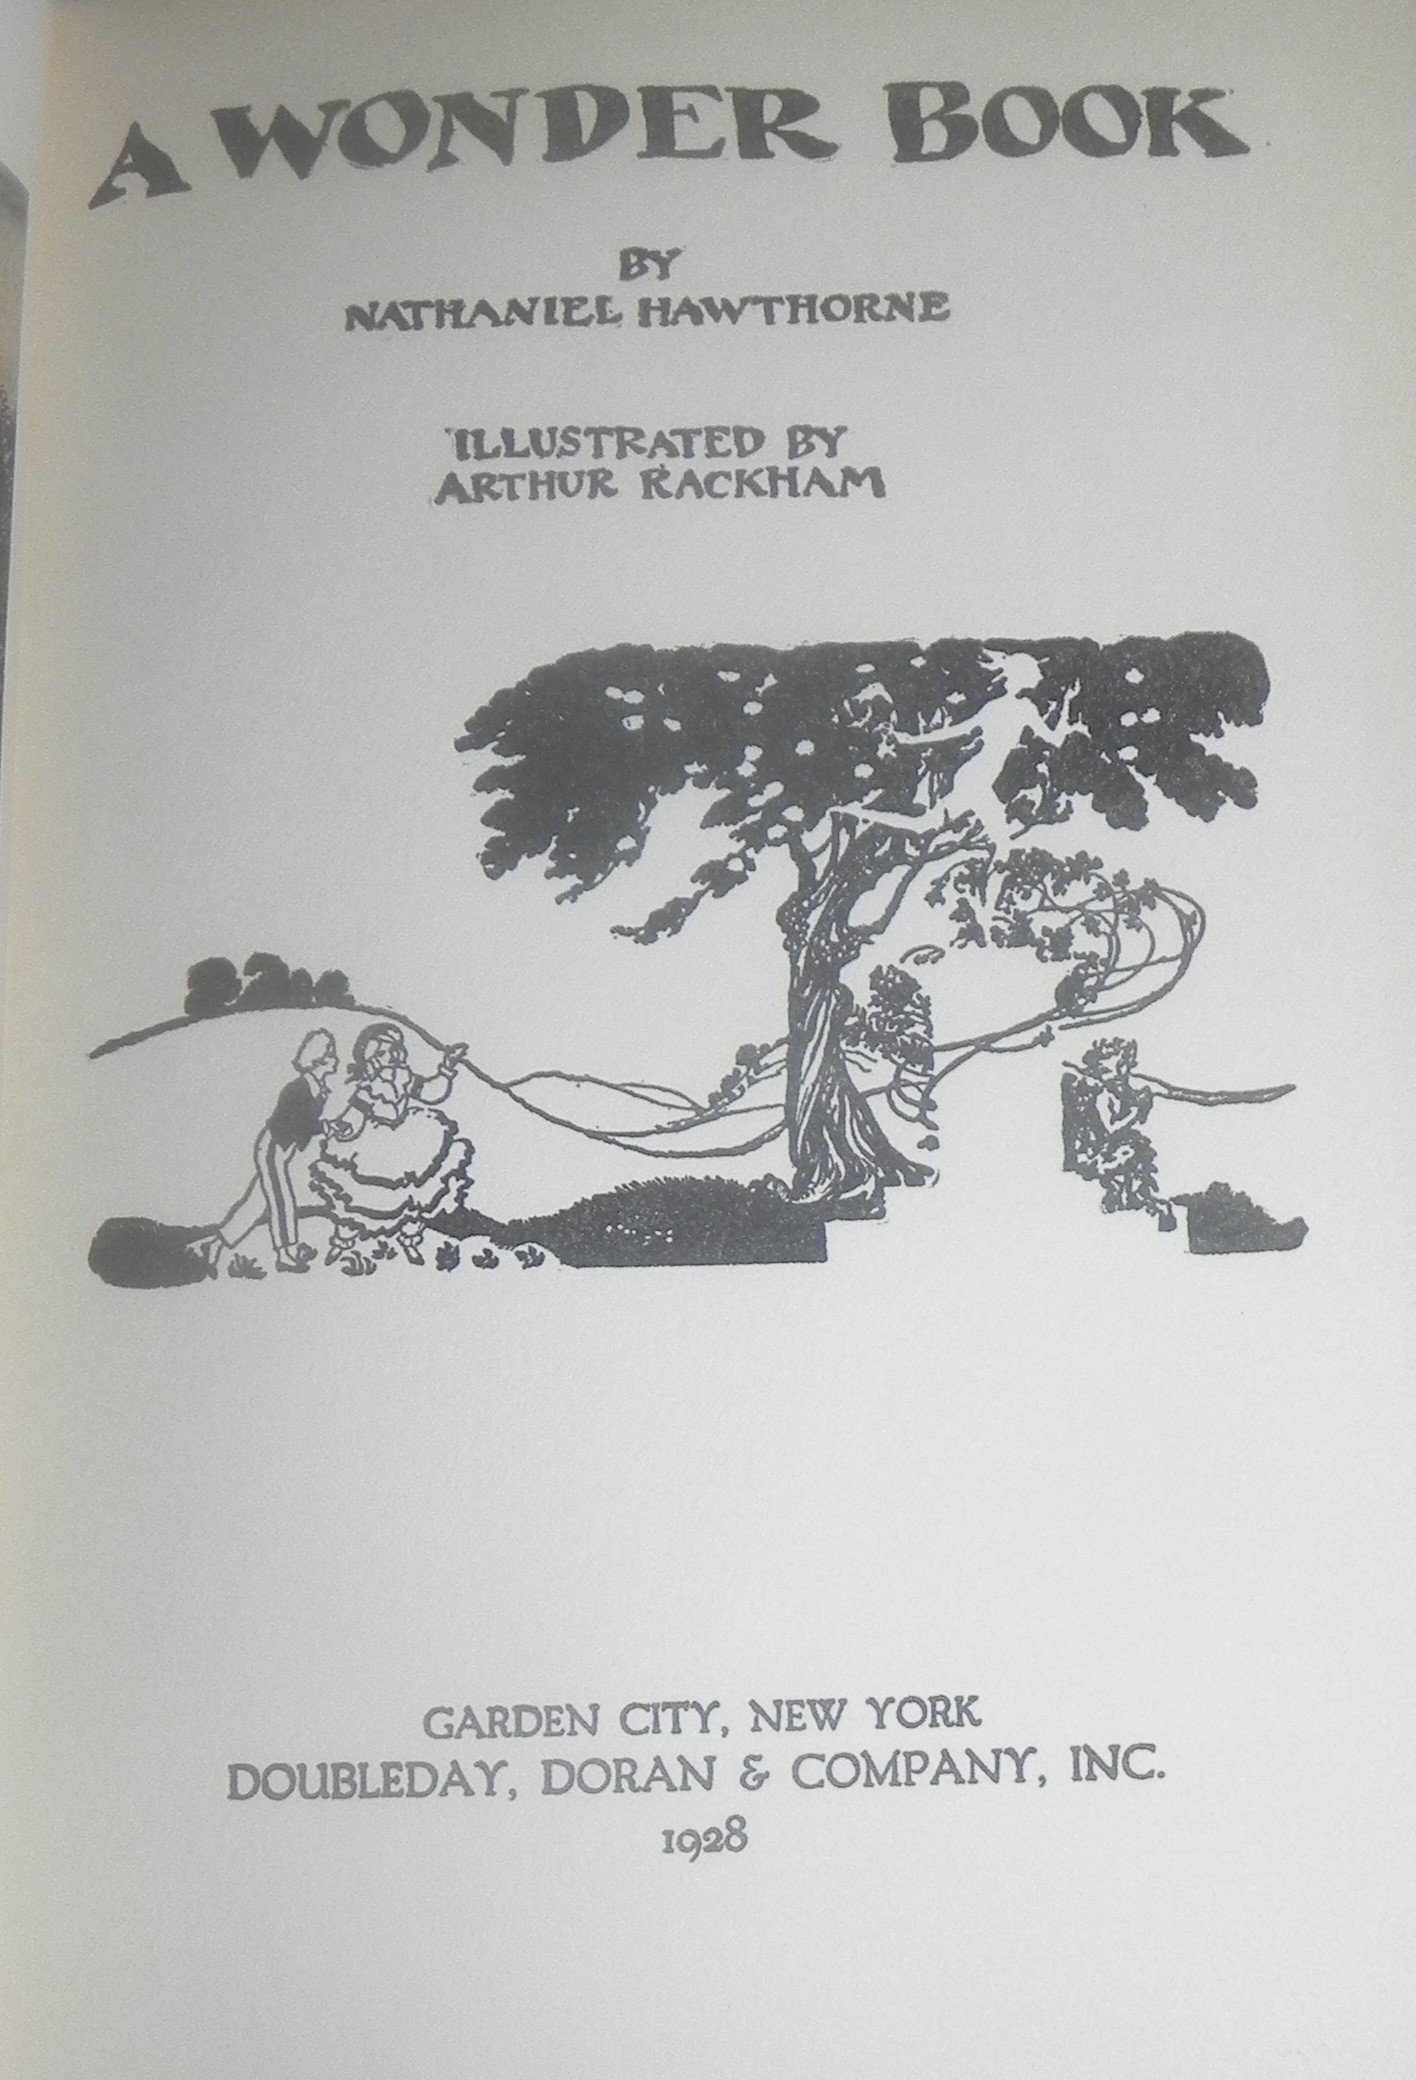 A WONDER BOOK
BY
NATHANIEL HAWTHORNE
ILLUSTRATED BY
ARTHUR RACKHAM
GARDEN CITY, NEW YORK
DOUBLEDAY, DORAN & COMPANY, INC.
1928